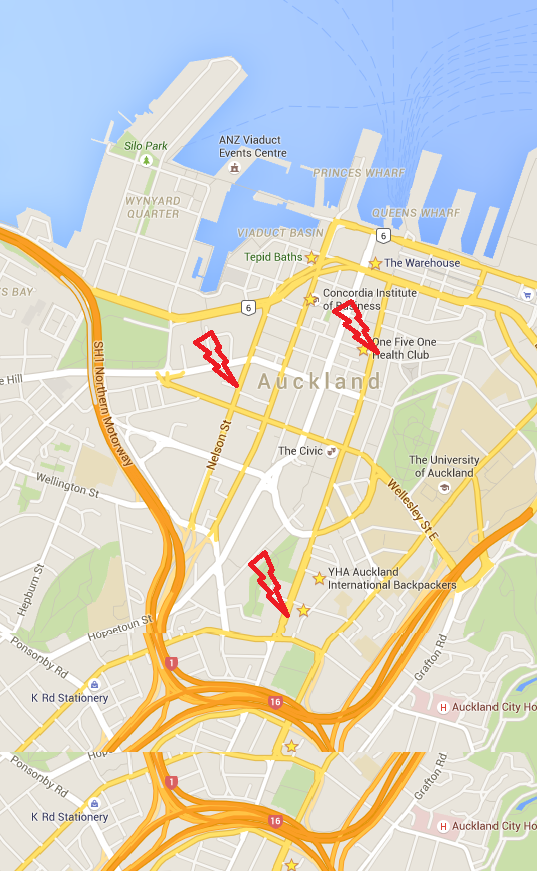 Silo Park
ANZ Viaduct
Events Centre
PRINCES WHARF
WYNYARD
QUARTER
QUEENS WHARF
VIADUCT BASIN
6
Tepid Baths
The Warehouse
S BAY
Concordia Institute
of Business
6
One Five One
Health Club
SH1 Northern Motorway
e Hill
Auckland
Nelson St
The Civic
The University
of Auckland
Wellington St
Wellesley St E
Hepburn St
YHA Auckland
International Backpackers
Hopetoun St
Ponsonby Rd
Grafton Rd
1
K Rd Stationery
16
H Auckland City Ho
Ponsonby Rd
Hop
Grafton Rd
1
K Rd Stationery
16
H Auckland City Ho